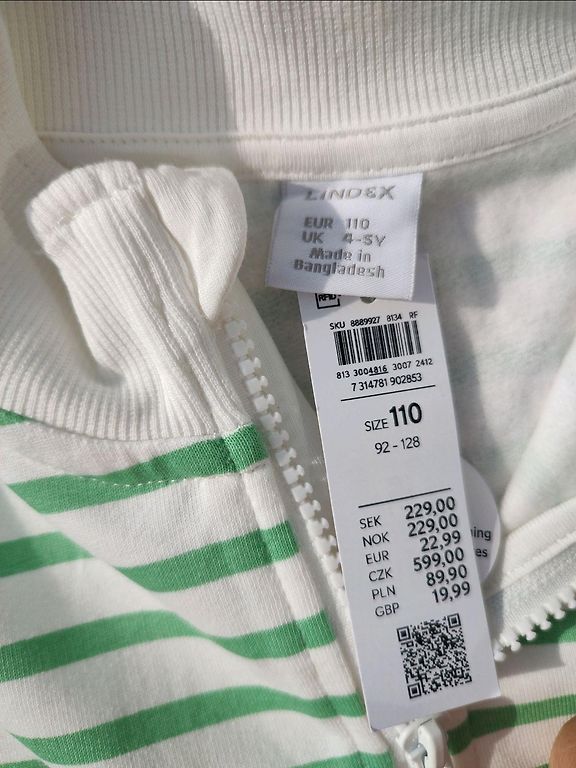 LINDEX
EUR 110
UK 4-5Y
Made in
Bangladesh
RFID
SKU 8889927 8134 RF
813 3004816 3007 2412
7 314781 902853
SIZE 110
92-128
SEK 229,00
NOK 229,00
EUR 22,99
CZK 599,00
PLN 89,90
GBP 19,99
ing
es